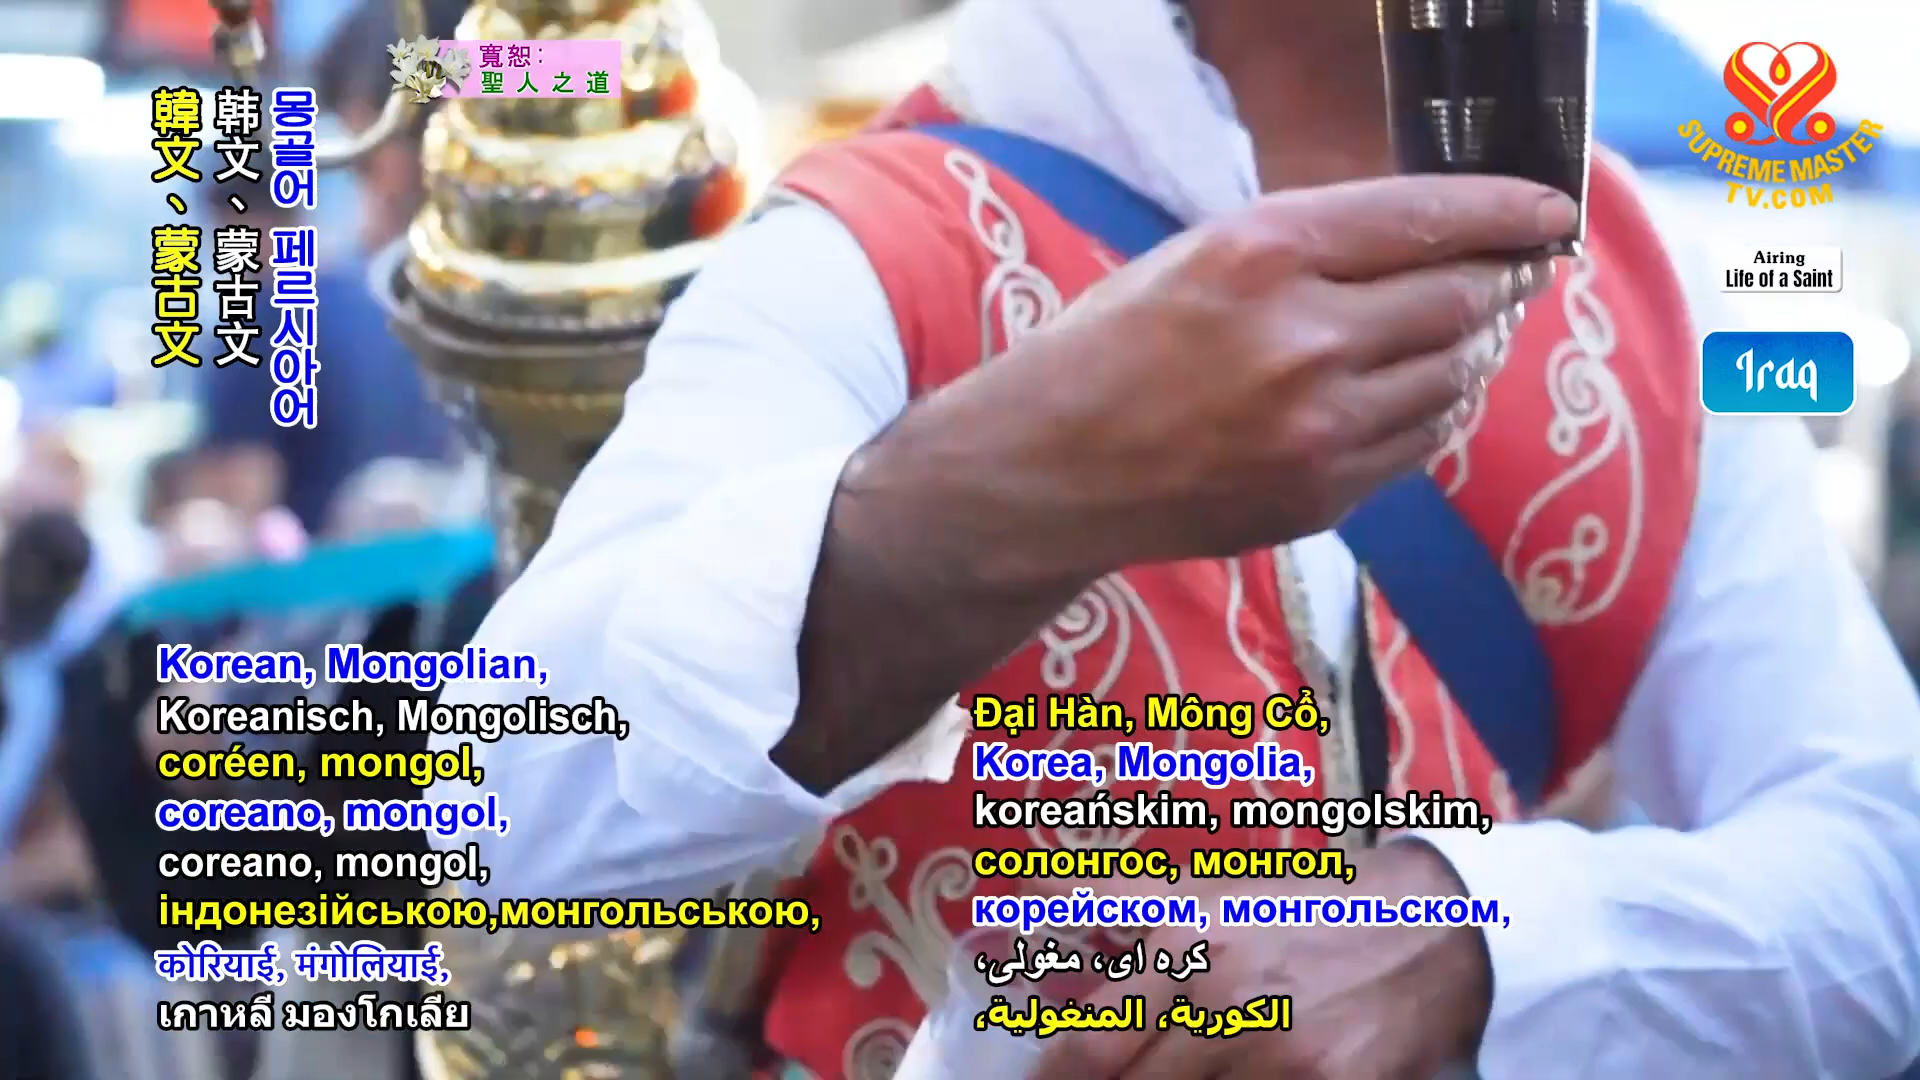 寬恕：
聖人之道
韓文、蒙古文
韩文、蒙古文
몽골어 페르시아어
SUPREME MASTER
TV.COM
Airing
Life of a Saint
Iraq
Korean, Mongolian,
Koreanisch, Mongolisch,
coréen, mongol,
coreano, mongol,
coreano, mongol,
індонезійською,монгольською,
कोरियाई, मंगोलियाई,
เกาหลี มองโกเลีย
Đại Hàn, Mông Cổ,
Korea, Mongolia,
koreańskim, mongolskim,
солонгос, монгол,
корейском, монгольском,
کره ای، مغولی،
الكورية، المنغولية،